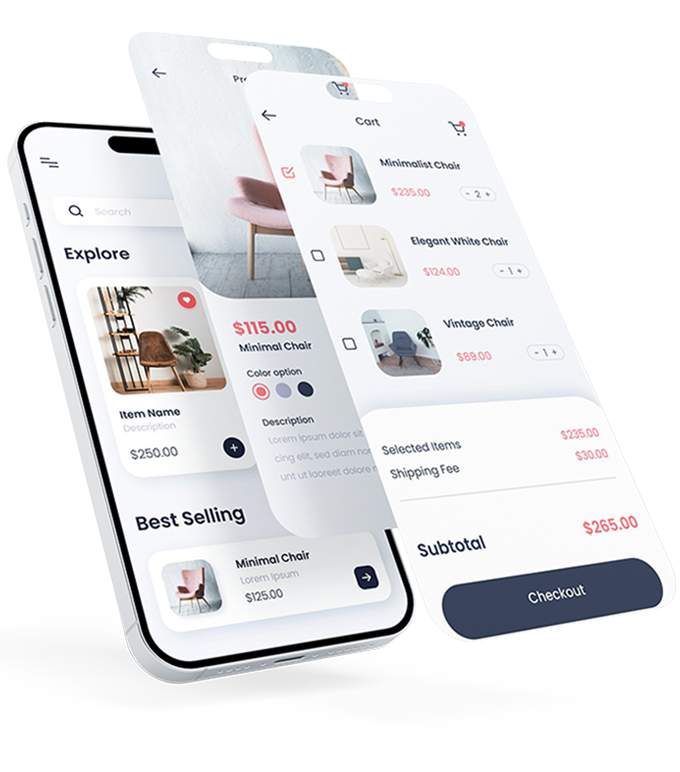 Search
Explore
Item Name
Description
$250.00
+
Best Selling
Minimal Chair
Lorem Ipsum
$125.00
$115.00
Minimal Chair
Color option
Description
Lorem ipsum dolor sit
cing elit, sed diam
unt ut laoreet dolore
Cart
Minimalist Chair
$235.00
- 2 +
Elegant White Chair
$124.00
- 1 +
Vintage Chair
$89.00
- 1 +
Selected Items $235.00
Shipping Fee $30.00
Subtotal $265.00
Checkout